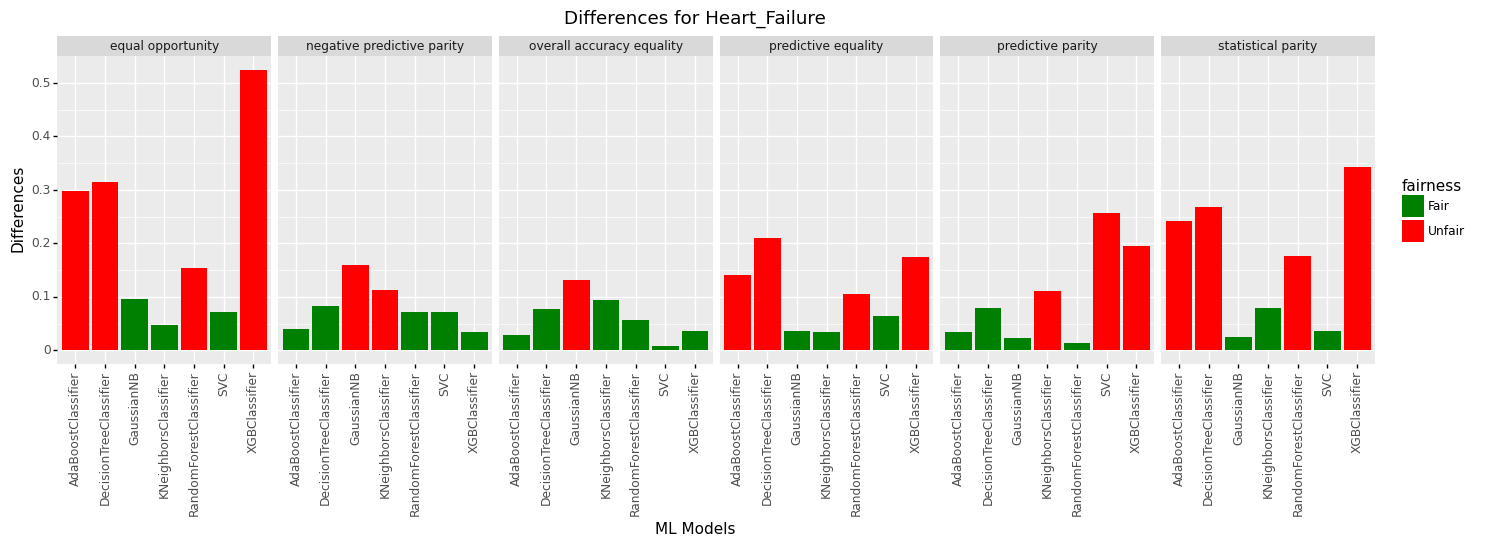 Differences for Heart_Failure
equal opportunity
negative predictive parity
overall accuracy equality
predictive equality
predictive parity
statistical parity
Differences
0.5
0.4
0.3
0.2
0.1
0
AdaBoostClassifier
DecisionTreeClassifier
GaussianNB
KNeighborsClassifier
RandomForestClassifier
SVC
XGBClassifier
AdaBoostClassifier
DecisionTreeClassifier
GaussianNB
KNeighborsClassifier
RandomForestClassifier
SVC
XGBClassifier
AdaBoostClassifier
DecisionTreeClassifier
GaussianNB
KNeighborsClassifier
RandomForestClassifier
SVC
XGBClassifier
AdaBoostClassifier
DecisionTreeClassifier
GaussianNB
KNeighborsClassifier
RandomForestClassifier
SVC
XGBClassifier
AdaBoostClassifier
DecisionTreeClassifier
GaussianNB
KNeighborsClassifier
RandomForestClassifier
SVC
XGBClassifier
AdaBoostClassifier
DecisionTreeClassifier
GaussianNB
KNeighborsClassifier
RandomForestClassifier
SVC
XGBClassifier
ML Models
fairness
Fair
Unfair